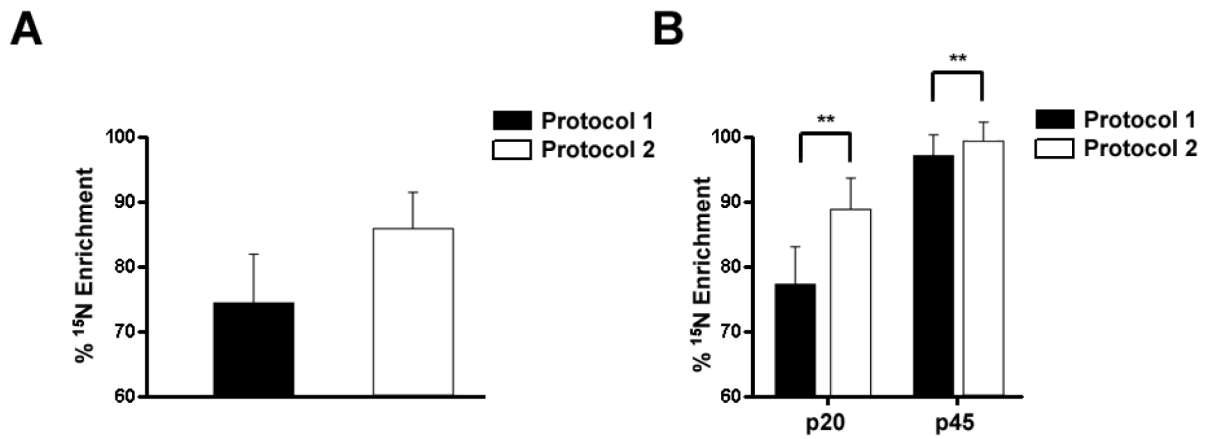 A
Protocol 1
Protocol 2
100
90
80
70
60
% ¹⁵N Enrichment
B
**
**
Protocol 1
Protocol 2
100
90
80
70
60
% ¹⁵N Enrichment
p20
p45